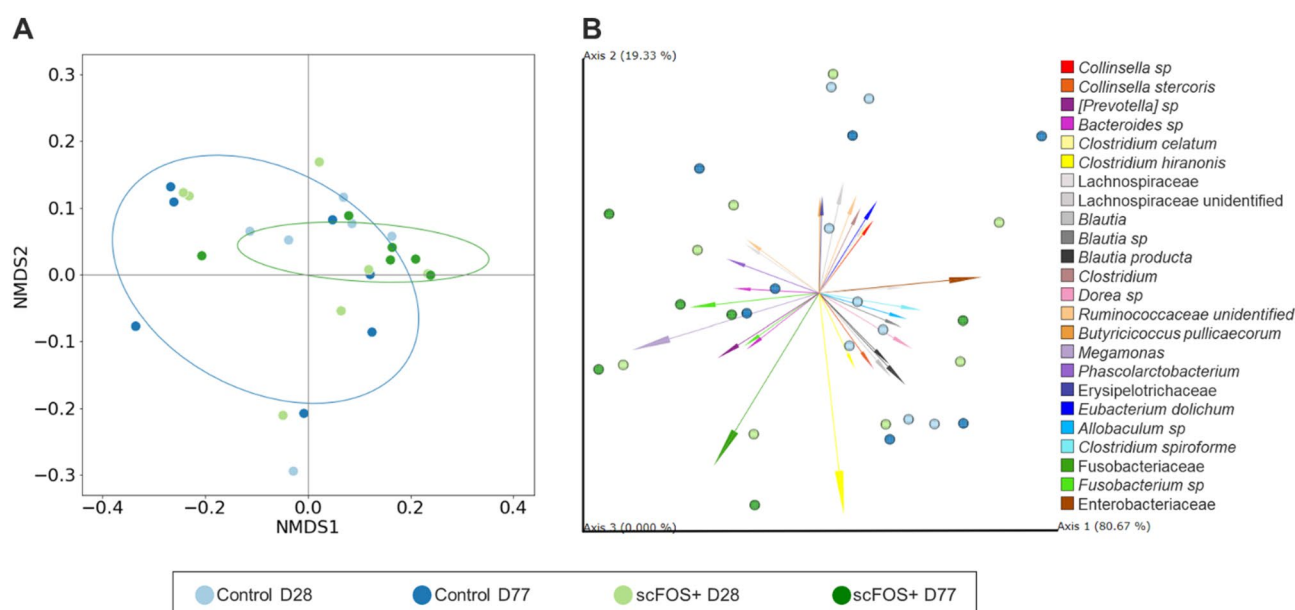 A
B
0.3
0.2
0.1
0.0
−0.1
−0.2
−0.3
NMDS2
−0.4
−0.2
0.0
0.2
0.4
NMDS1
Axis 2 (19.33 %)
Axis 3 (0.000 %)
Axis 1 (80.67 %)
Collinsella sp
Collinsella stercoris
[Prevotella] sp
Bacteroides sp
Clostridium celatum
Clostridium hiranonis
Lachnospiraceae
Lachnospiraceae unidentified
Blautia
Blautia sp
Blautia producta
Clostridium
Dorea sp
Ruminococcaceae unidentified
Butyricicoccus pullicaecorum
Megamonas
Phascolarctobacterium
Erysipelotrichaceae
Eubacterium dolichum
Allobaculum sp
Clostridium spiroforme
Fusobacteriaceae
Fusobacterium sp
Enterobacteriaceae
Control D28
Control D77
scFOS+ D28
scFOS+ D77